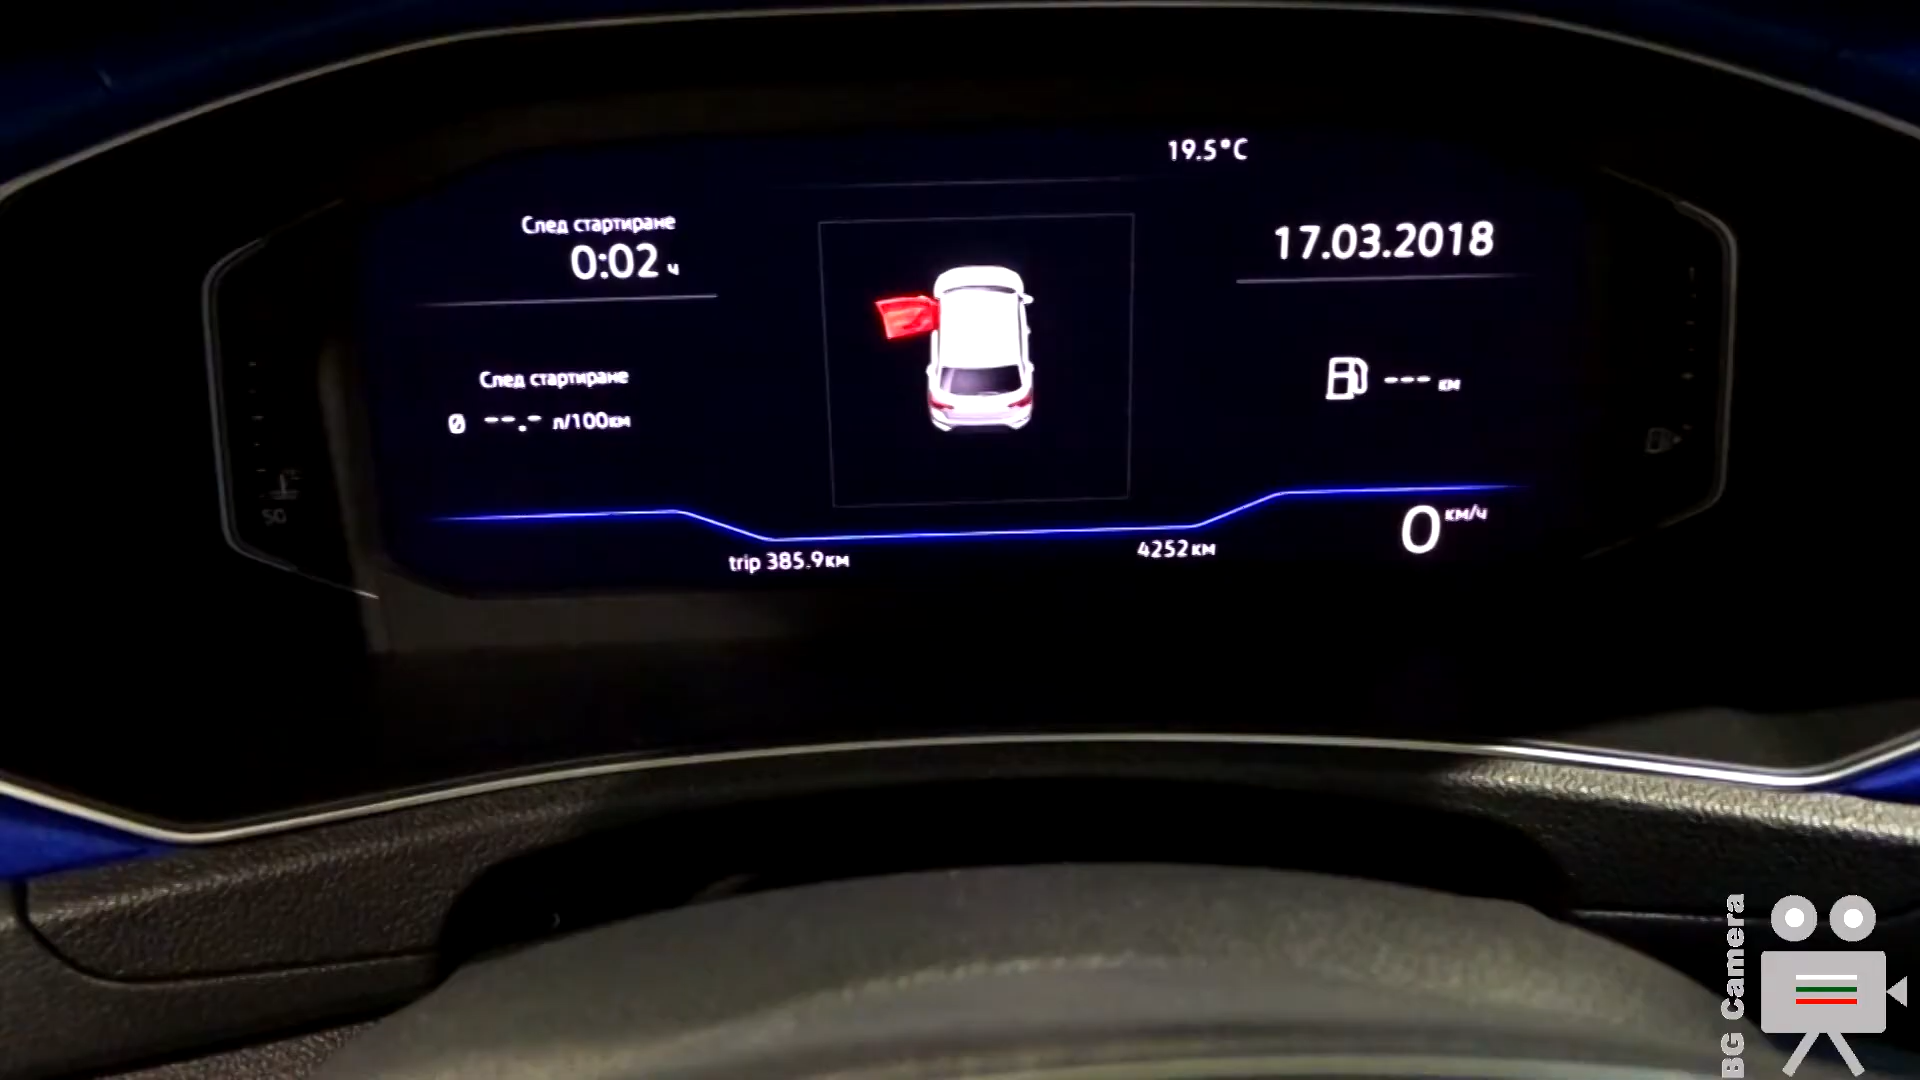 19.5°C
След стартиране
0:02 ч
17.03.2018
След стартиране
Ø --.- л/100км
--- км
50
0 км/ч
trip 385.9км
4252км
BG Camera